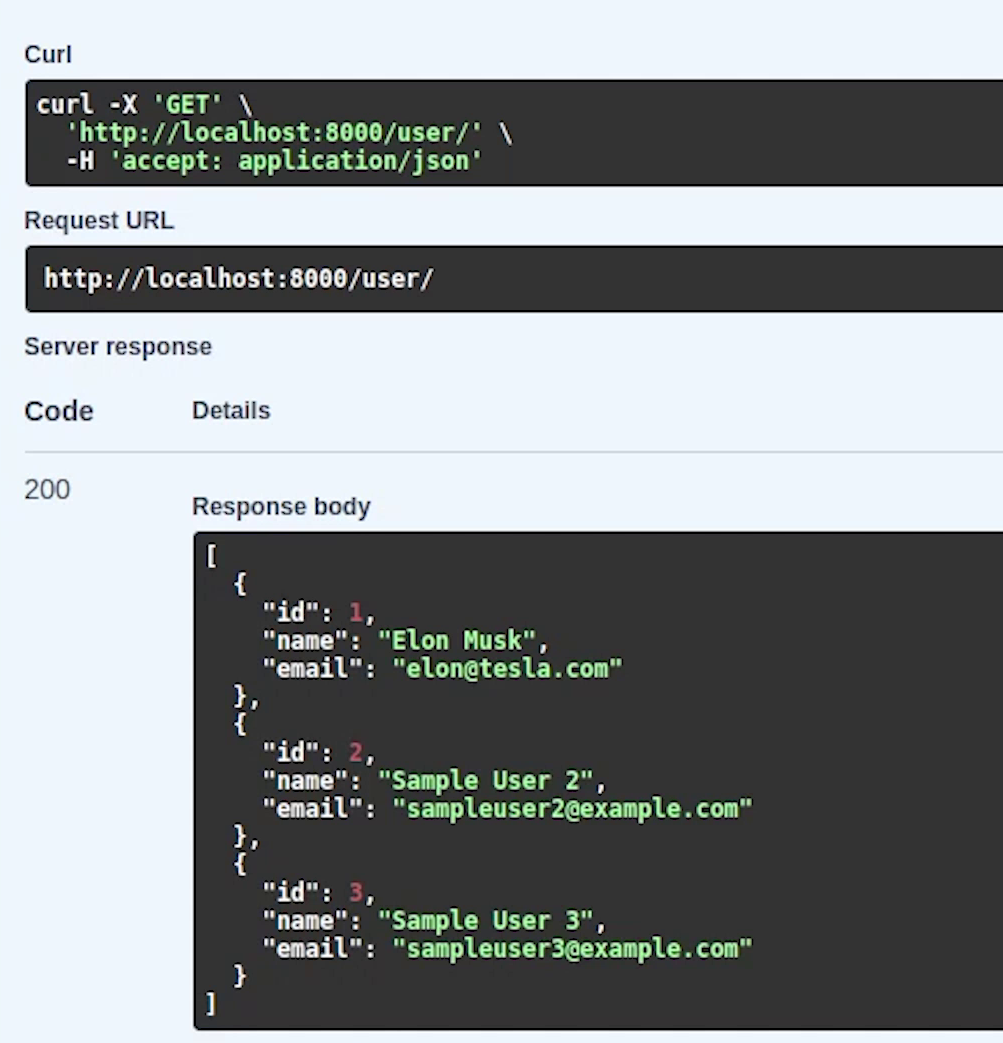 Curl
curl -X 'GET' \
  'http://localhost:8000/user/' \
  -H 'accept: application/json'
Request URL
http://localhost:8000/user/
Server response
Code Details
200
Response body
[
  {
    "id": 1,
    "name": "Elon Musk",
    "email": "elon@tesla.com"
  },
  {
    "id": 2,
    "name": "Sample User 2",
    "email": "sampleuser2@example.com"
  },
  {
    "id": 3,
    "name": "Sample User 3",
    "email": "sampleuser3@example.com"
  }
]